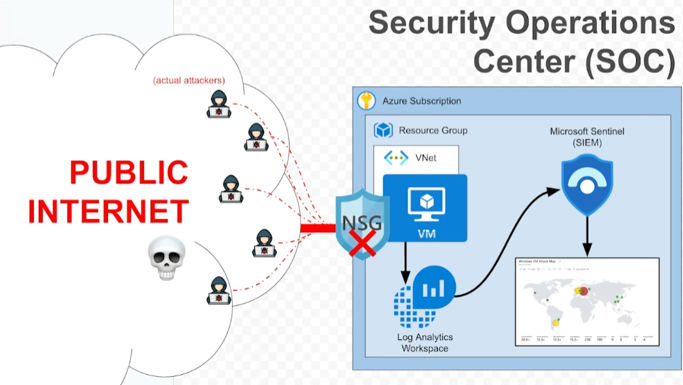 Security Operations
Center (SOC)
(actual attackers)
PUBLIC
INTERNET
Azure Subscription
Resource Group
VNet
NSG
VM
Microsoft Sentinel
(SIEM)
Log Analytics
Workspace